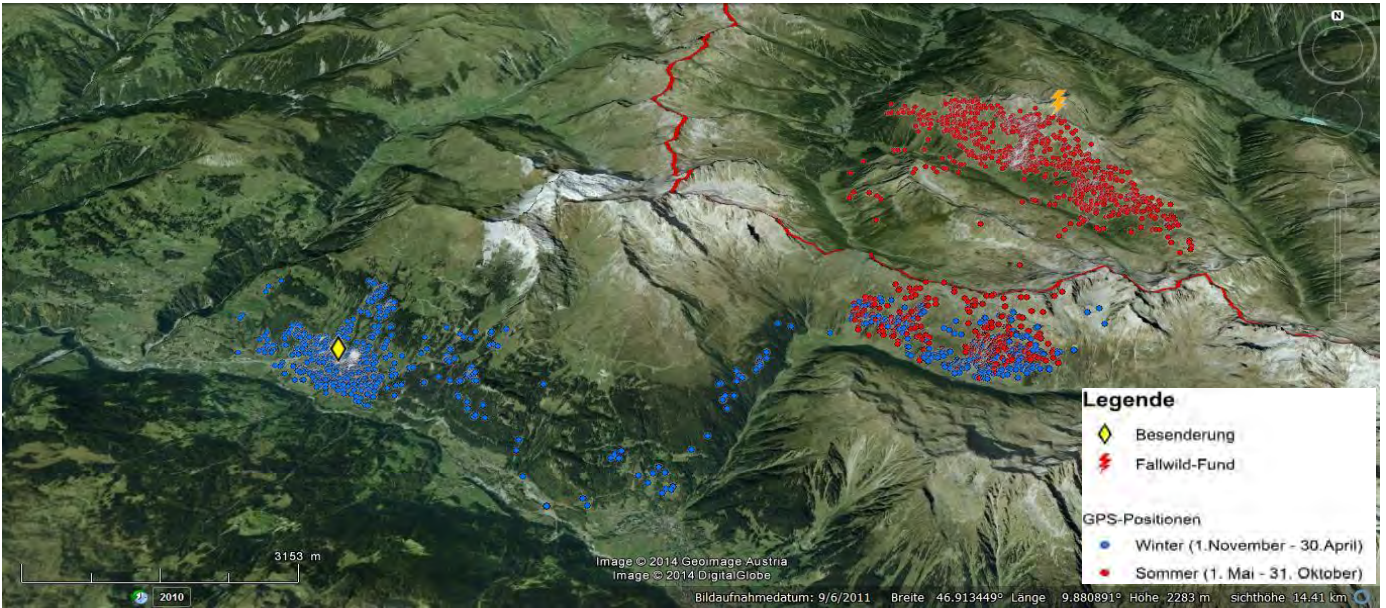 N
Legende
Besenderung
Fallwild-Fund
GPS-Positionen
Winter (1.November - 30.April)
Sommer (1. Mai - 31. Oktober)
3153 m
Image © 2014 Geoimage Austria
Image © 2014 DigitalGlobe
2010
Bildaufnahmedatum: 9/6/2011 Breite 46.913449° Länge 9.880891° Höhe 2283 m sichthöhe 14.41 km